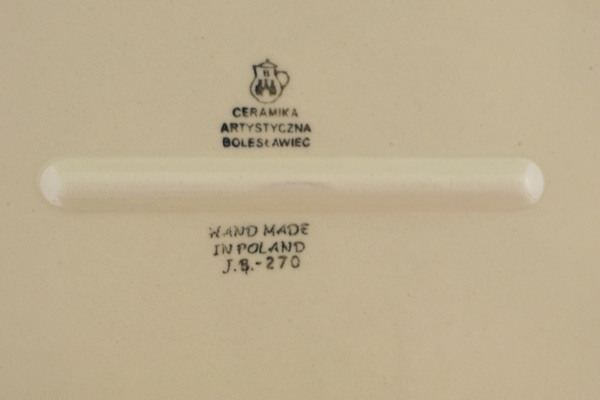 B
CERAMIKA
ARTYSTYCZNA
BOLESŁAWIEC
HAND MADE
IN POLAND
J.B.-270